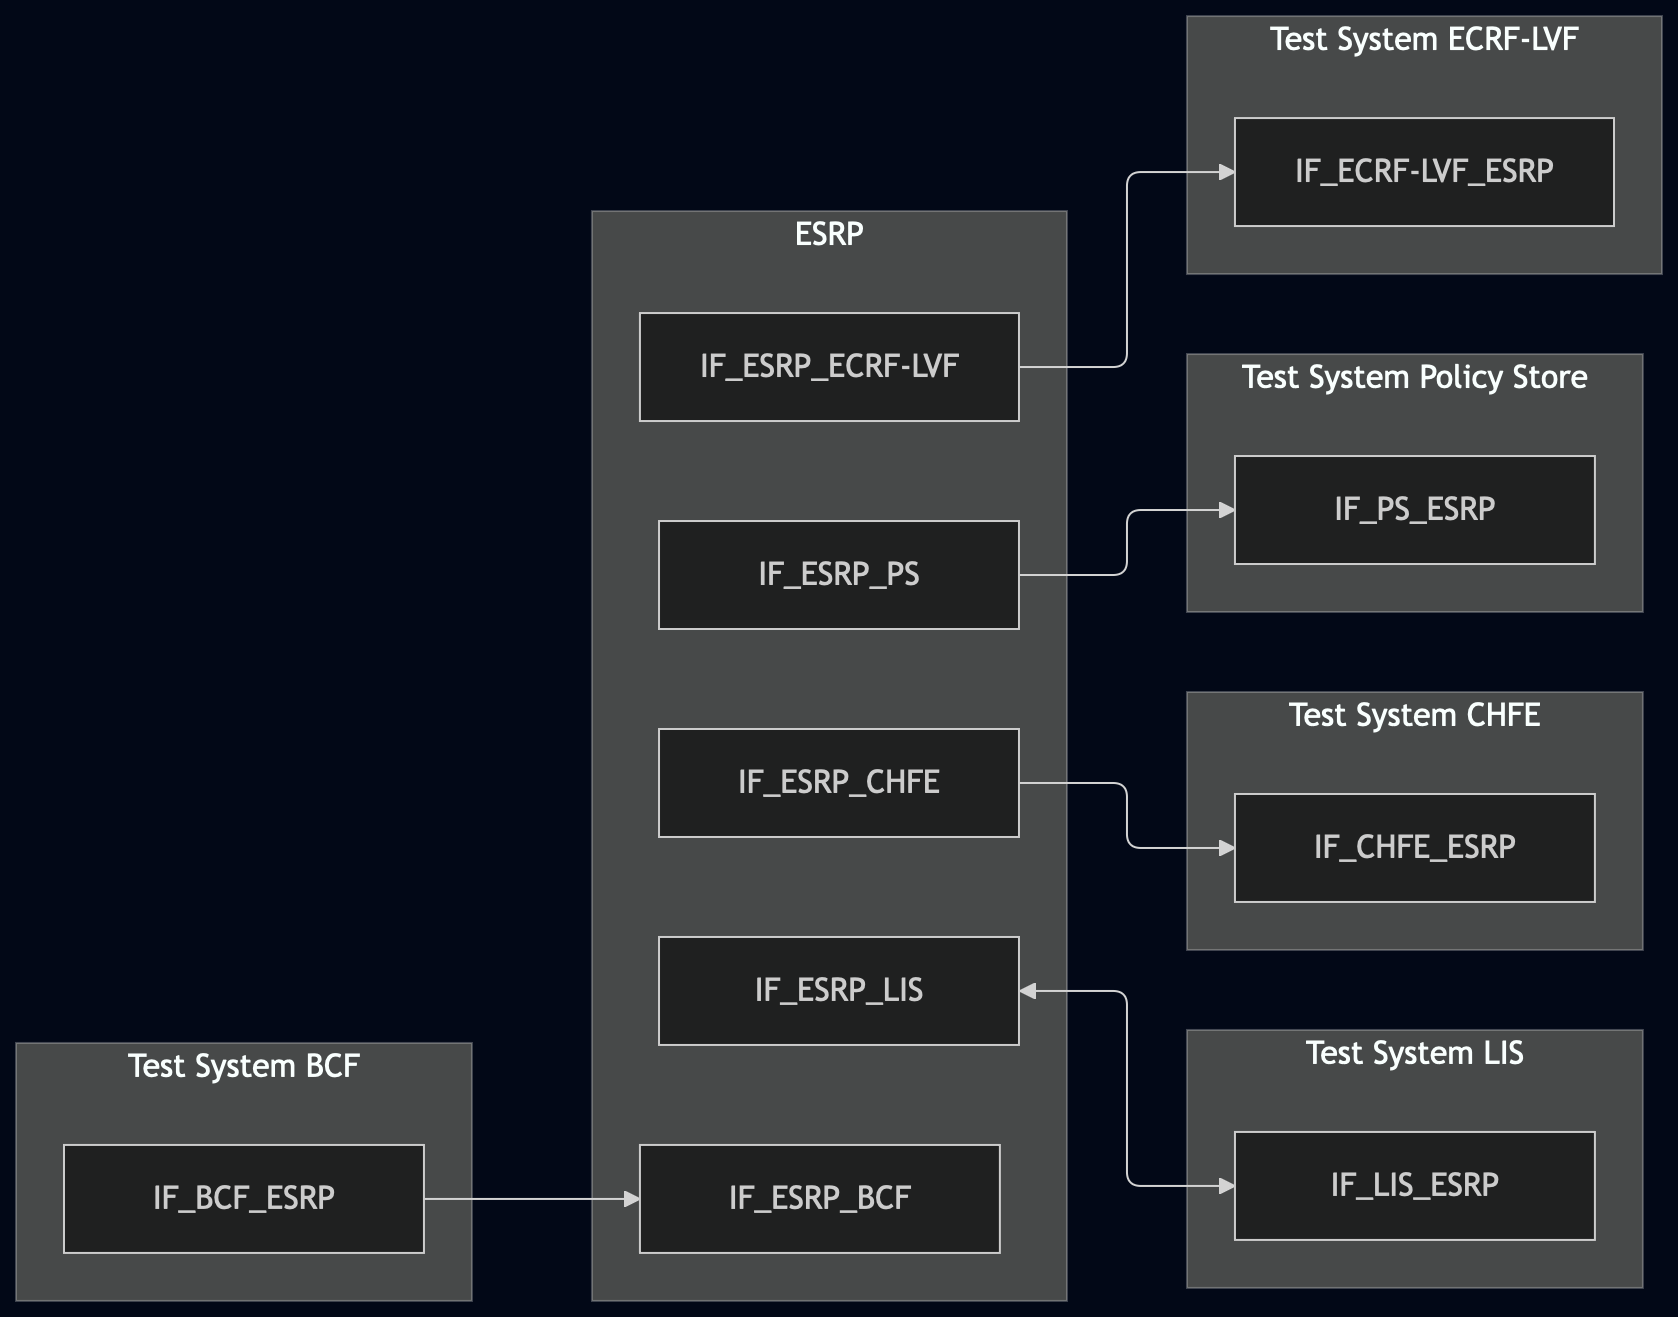 Test System ECRF-LVF
IF_ECRF-LVF_ESRP
ESRP
IF_ESRP_ECRF-LVF
Test System Policy Store
IF_PS_ESRP
IF_ESRP_PS
Test System CHFE
IF_ESRP_CHFE
IF_CHFE_ESRP
IF_ESRP_LIS
Test System LIS
Test System BCF
IF_LIS_ESRP
IF_BCF_ESRP
IF_ESRP_BCF